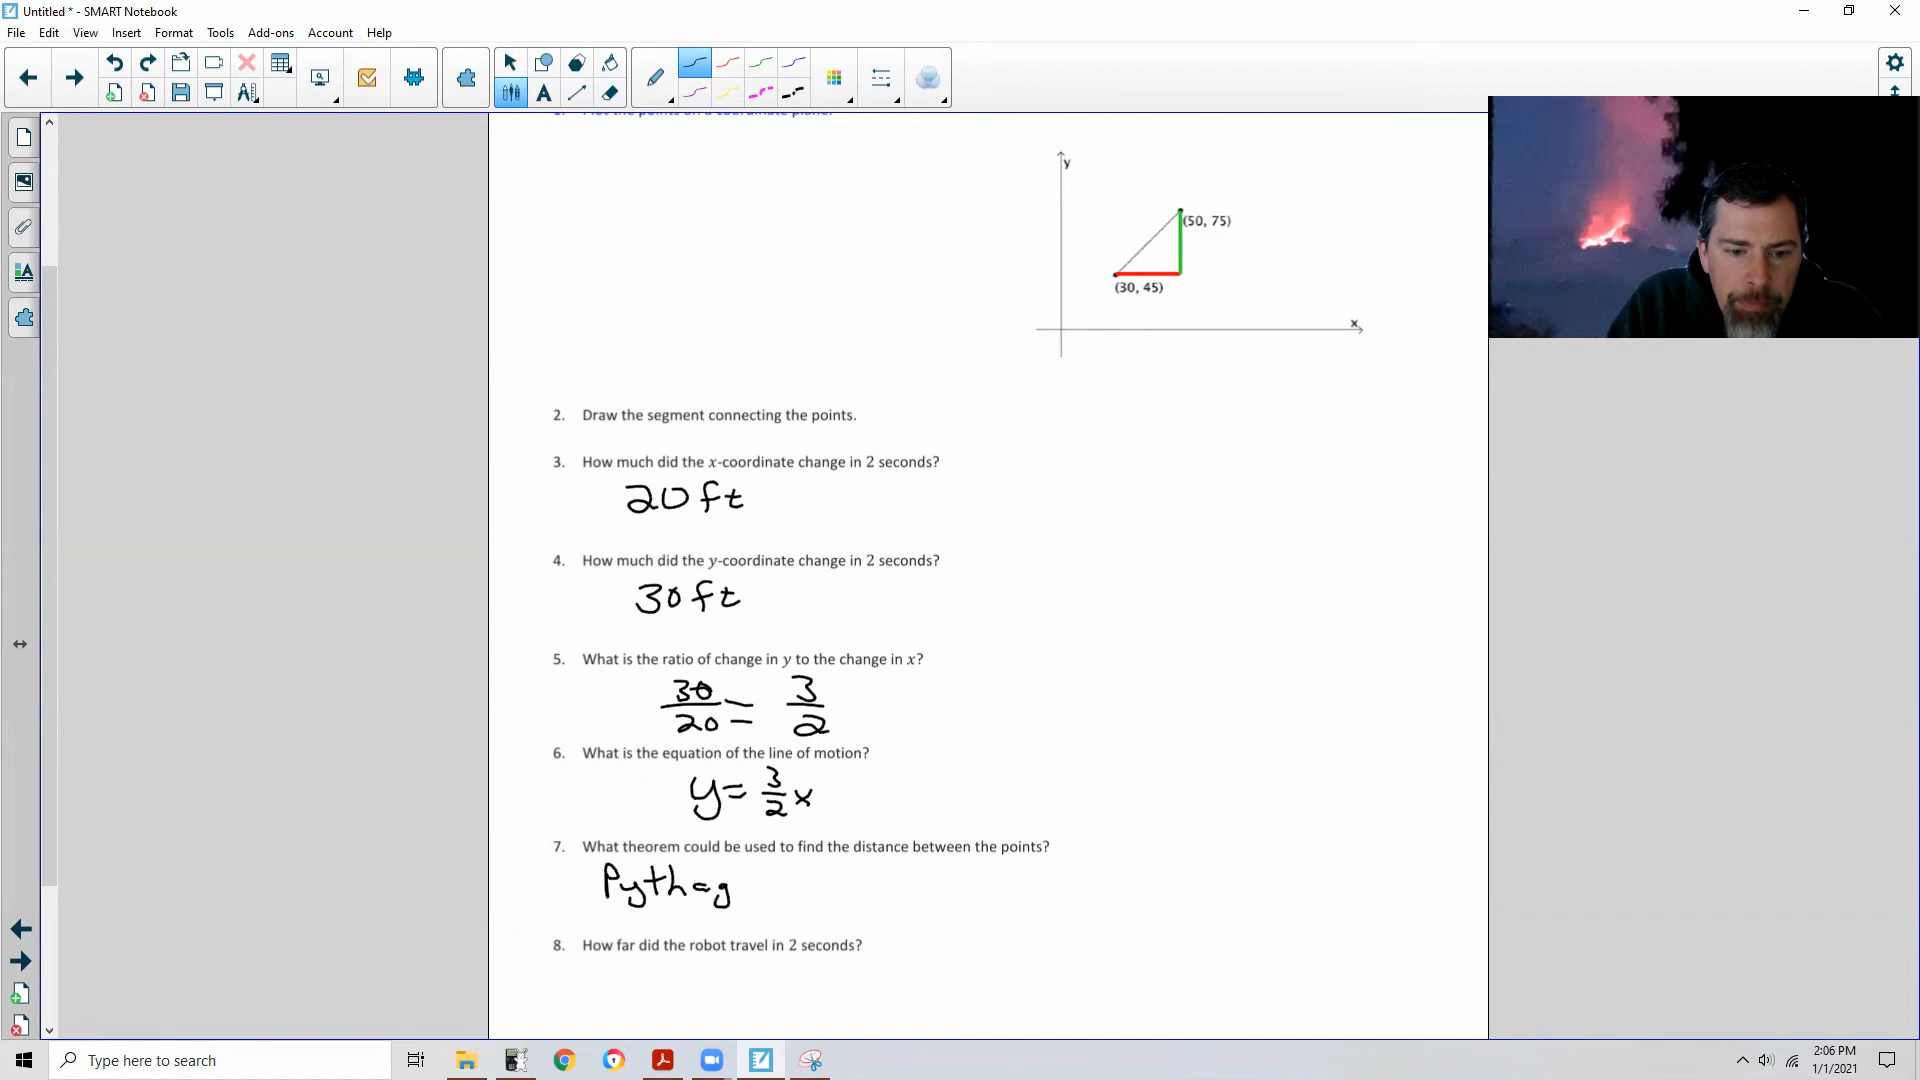 Untitled * - SMART Notebook
File Edit View Insert Format Tools Add-ons Account Help
y
(50, 75)
(30, 45)
x
2. Draw the segment connecting the points.
3. How much did the x-coordinate change in 2 seconds?
20 ft
4. How much did the y-coordinate change in 2 seconds?
30 ft
5. What is the ratio of change in y to the change in x?
30/20 = 3/2
6. What is the equation of the line of motion?
y = 3/2 x
7. What theorem could be used to find the distance between the points?
Pythag
8. How far did the robot travel in 2 seconds?
Type here to search
2:06 PM
1/1/2021